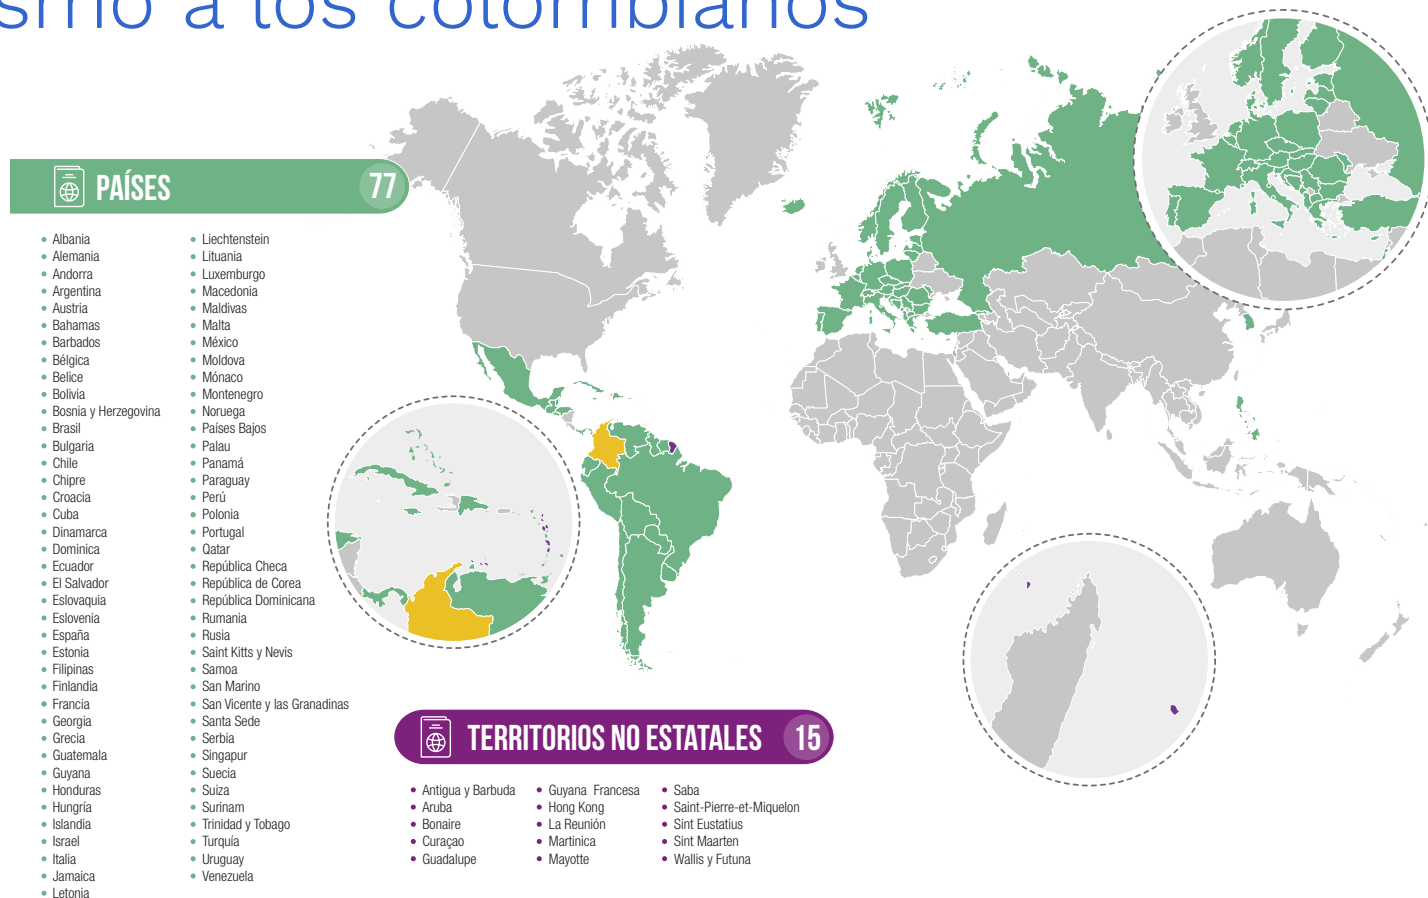 smo a los colombianos
PAÍSES 77
Albania
Alemania
Andorra
Argentina
Austria
Bahamas
Barbados
Bélgica
Belice
Bolivia
Bosnia y Herzegovina
Brasil
Bulgaria
Chile
Chipre
Croacia
Cuba
Dinamarca
Dominica
Ecuador
El Salvador
Eslovaquia
Eslovenia
España
Estonia
Filipinas
Finlandia
Francia
Georgia
Grecia
Guatemala
Guyana
Honduras
Hungría
Islandia
Israel
Italia
Jamaica
Letonia
Liechtenstein
Lituania
Luxemburgo
Macedonia
Maldivas
Malta
México
Moldova
Mónaco
Montenegro
Noruega
Países Bajos
Palau
Panamá
Paraguay
Perú
Polonia
Portugal
Qatar
República Checa
República de Corea
República Dominicana
Rumania
Rusia
Saint Kitts y Nevis
Samoa
San Marino
San Vicente y las Granadinas
Santa Sede
Serbia
Singapur
Suecia
Suiza
Surinam
Trinidad y Tobago
Turquía
Uruguay
Venezuela
TERRITORIOS NO ESTATALES 15
Antigua y Barbuda
Aruba
Bonaire
Curaçao
Guadalupe
Guyana Francesa
Hong Kong
La Reunión
Martinica
Mayotte
Saba
Saint-Pierre-et-Miquelon
Sint Eustatius
Sint Maarten
Wallis y Futuna